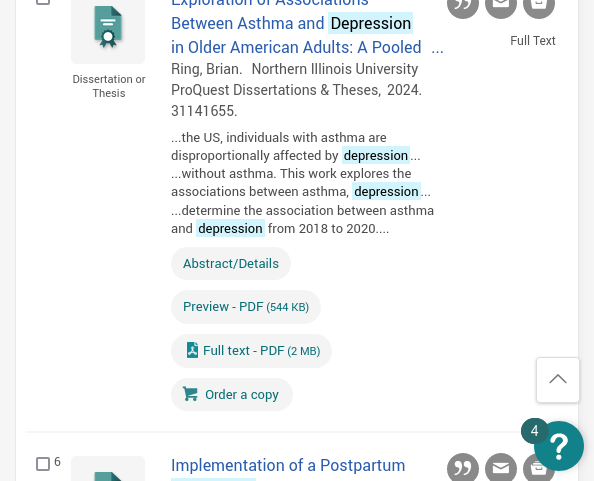 Exploration of Associations
Between Asthma and Depression
in Older American Adults: A Pooled ...
Full Text
Dissertation or
Thesis
Ring, Brian. Northern Illinois University
ProQuest Dissertations & Theses, 2024.
31141655.
...the US, individuals with asthma are
disproportionally affected by depression...
...without asthma. This work explores the
associations between asthma, depression...
...determine the association between asthma
and depression from 2018 to 2020....
Abstract/Details
Preview - PDF (544 KB)
Full text - PDF (2 MB)
Order a copy
4
?
6
Implementation of a Postpartum